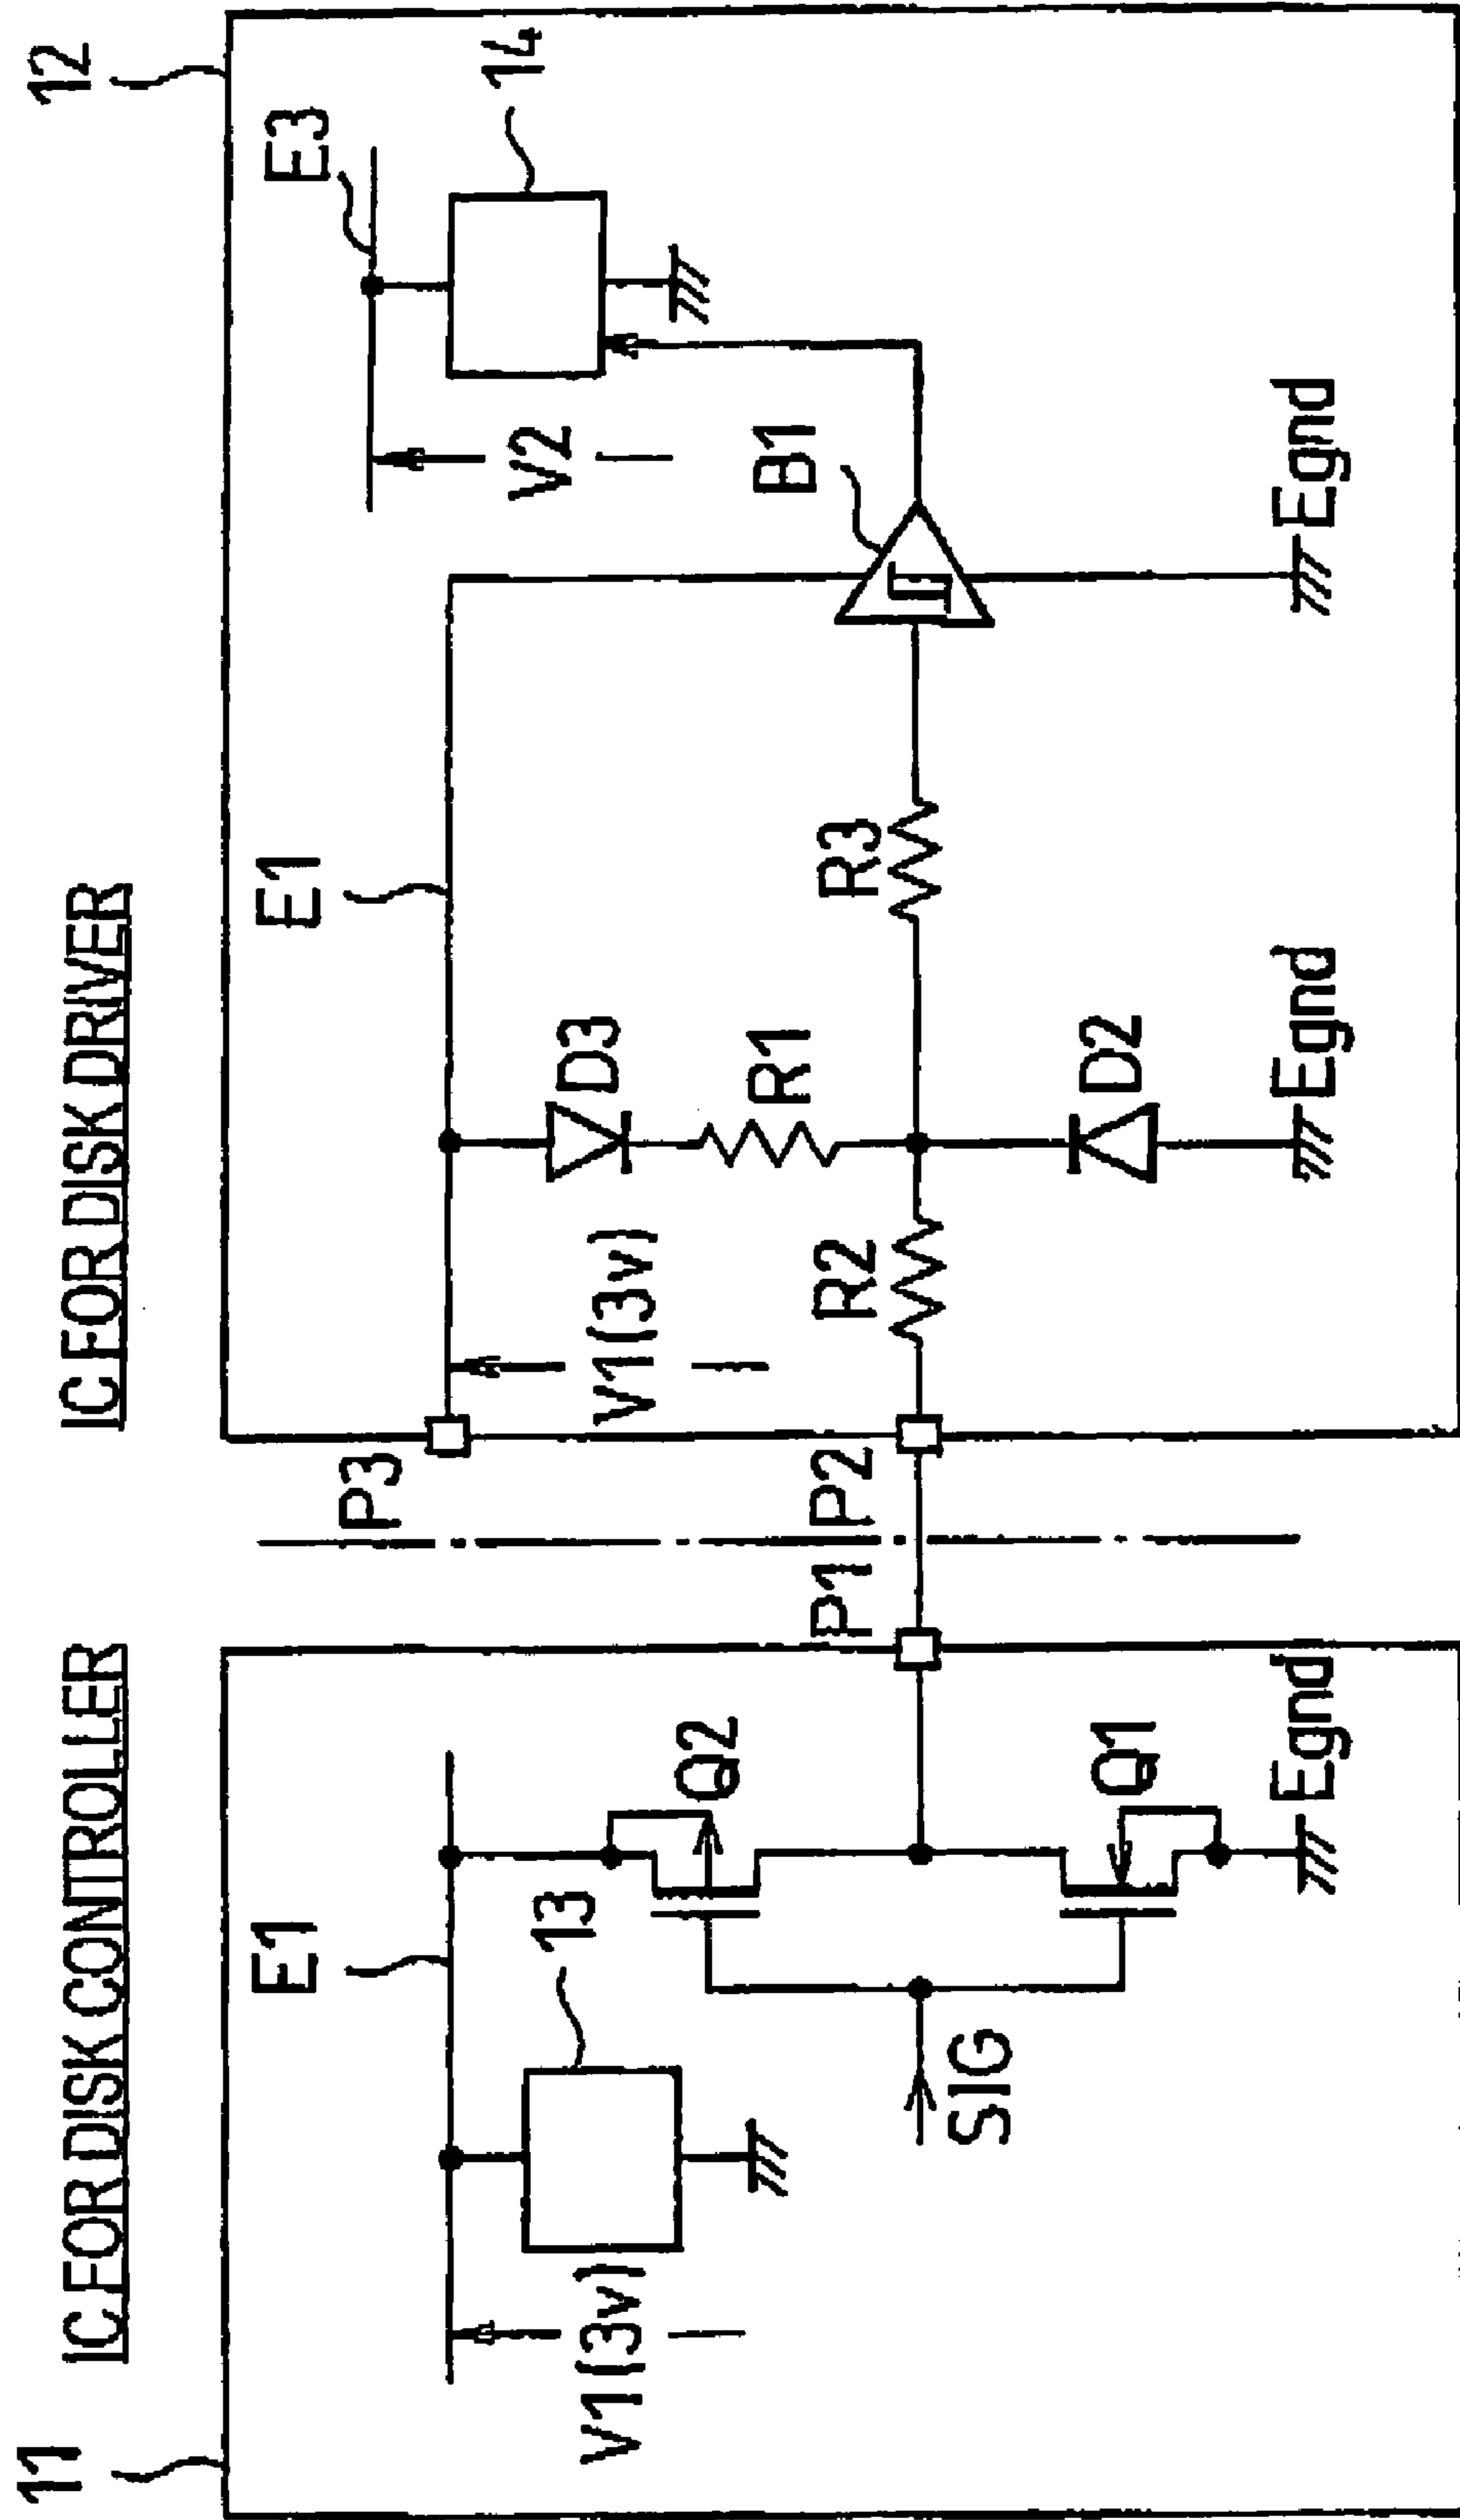 IC FOR DISK CONTROLLER
11
E1
13
V1(3v)
Q2
SIG
Q1
Egnd
P1
IC FOR DISK DRIVER
12
P3
P2
E1
V1(3v)
D3
R1
R2
R3
D2
Egnd
E3
14
V2
B1
Egnd